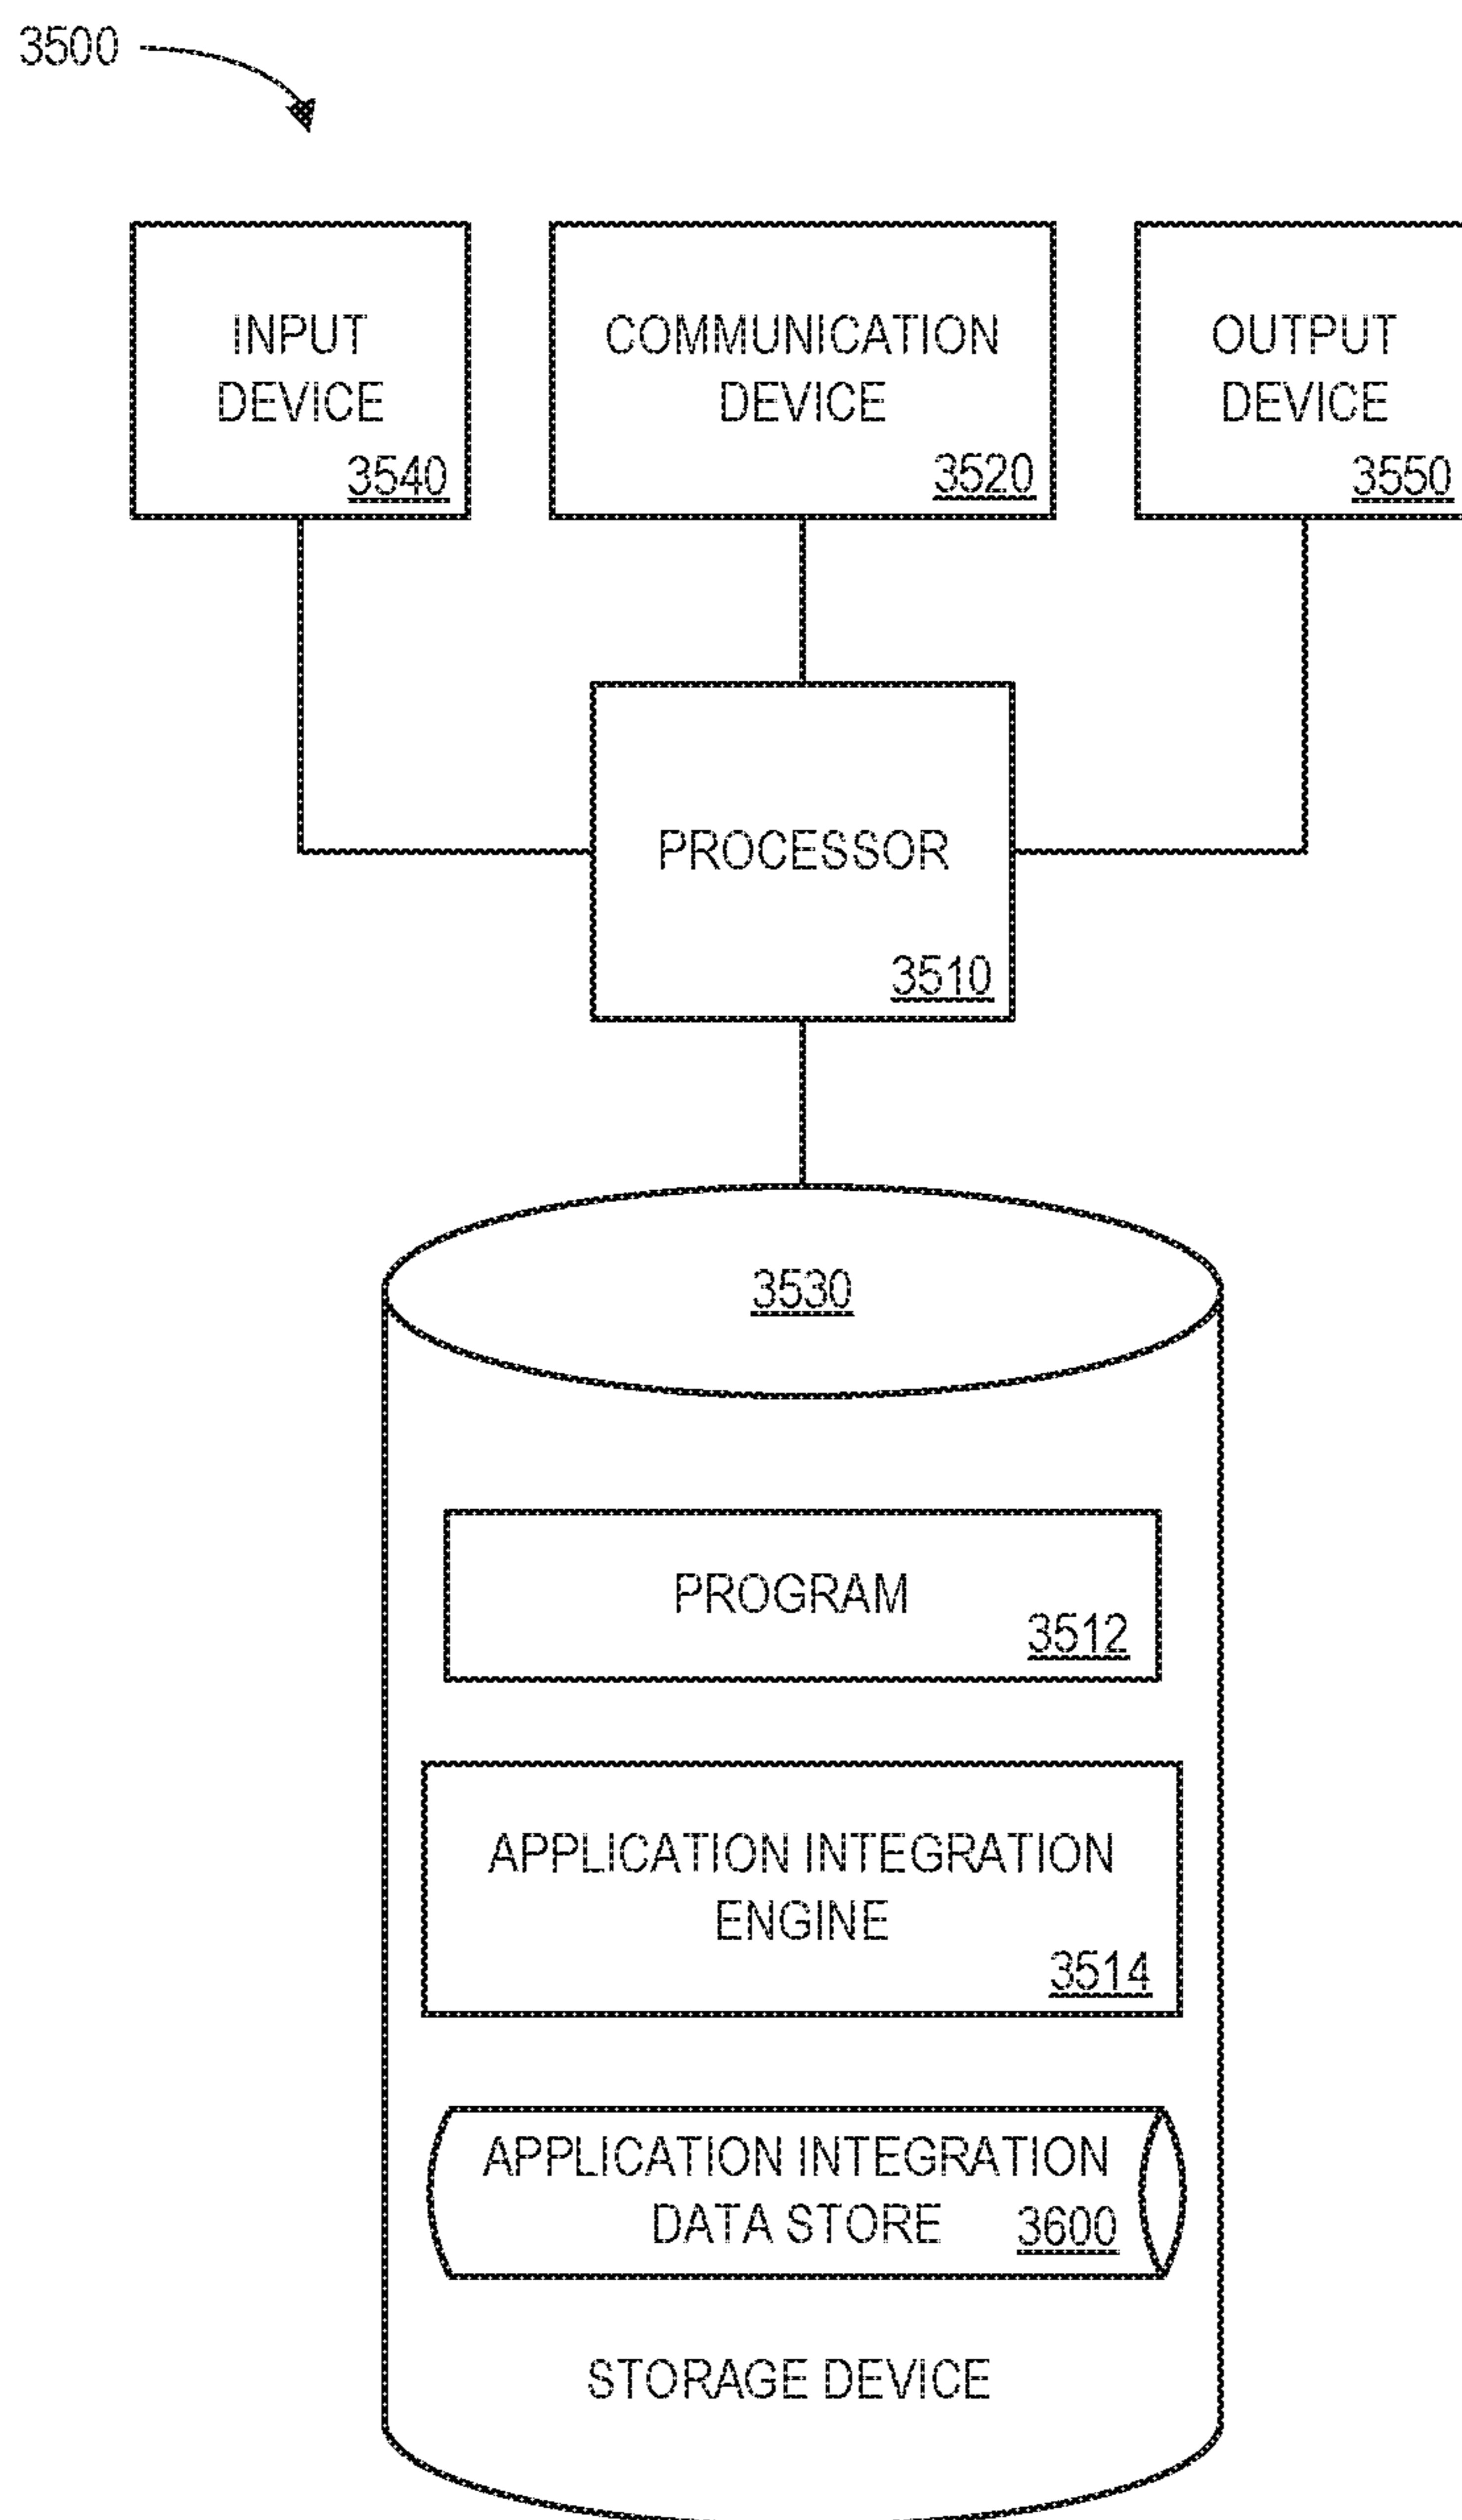 3500
INPUT
DEVICE
3540
COMMUNICATION
DEVICE
3520
OUTPUT
DEVICE
3550
PROCESSOR
3510
3530
PROGRAM
3512
APPLICATION INTEGRATION
ENGINE
3514
APPLICATION INTEGRATION
DATA STORE 3600
STORAGE DEVICE